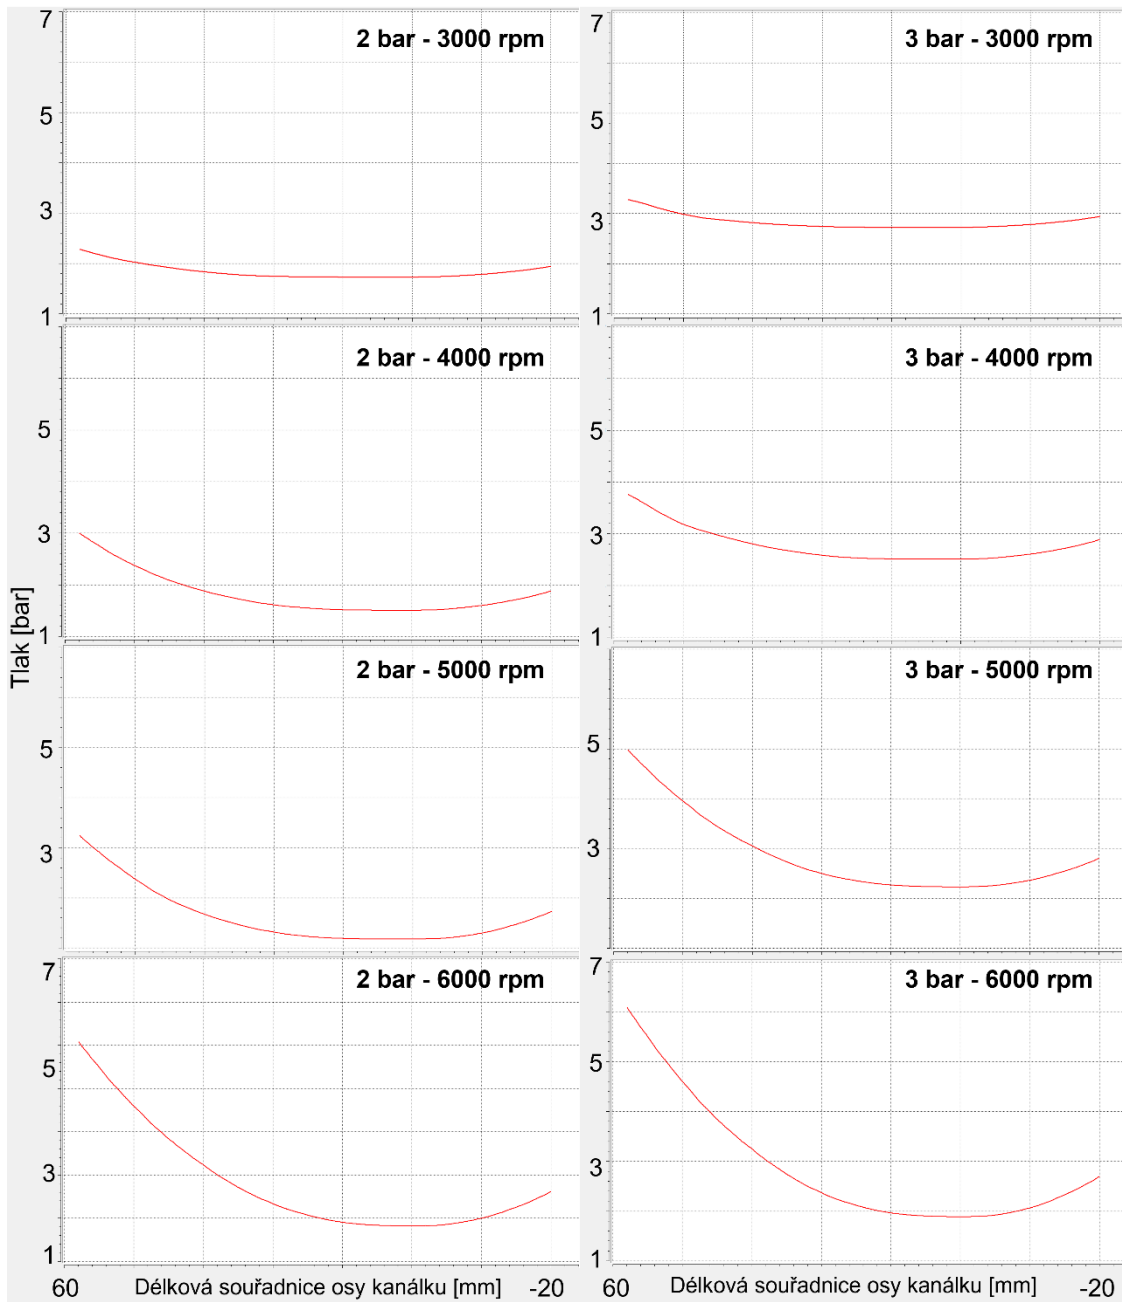 7
2 bar - 3000 rpm
5
3
1
7
3 bar - 3000 rpm
5
3
1
2 bar - 4000 rpm
5
3
1
3 bar - 4000 rpm
5
3
1
Tlak [bar]
2 bar - 5000 rpm
5
3
3 bar - 5000 rpm
5
3
7
2 bar - 6000 rpm
5
3
1
60
Délková souřadnice osy kanálku [mm]
-20
7
3 bar - 6000 rpm
5
3
1
60
Délková souřadnice osy kanálku [mm]
-20